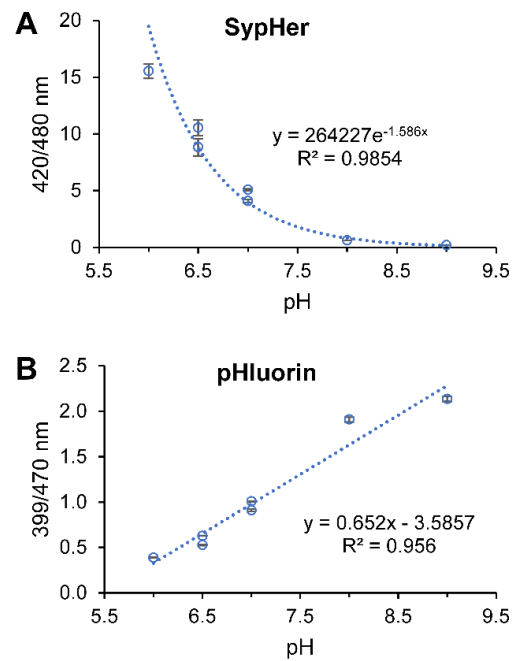 A
SypHer
20
15
10
5
0
420/480 nm
y = 264227e^-1.586x
R² = 0.9854
5.5 6.5 7.5 8.5 9.5
pH
B
pHluorin
2.5
2.0
1.5
1.0
0.5
0.0
399/470 nm
y = 0.652x - 3.5857
R² = 0.956
5.5 6.5 7.5 8.5 9.5
pH